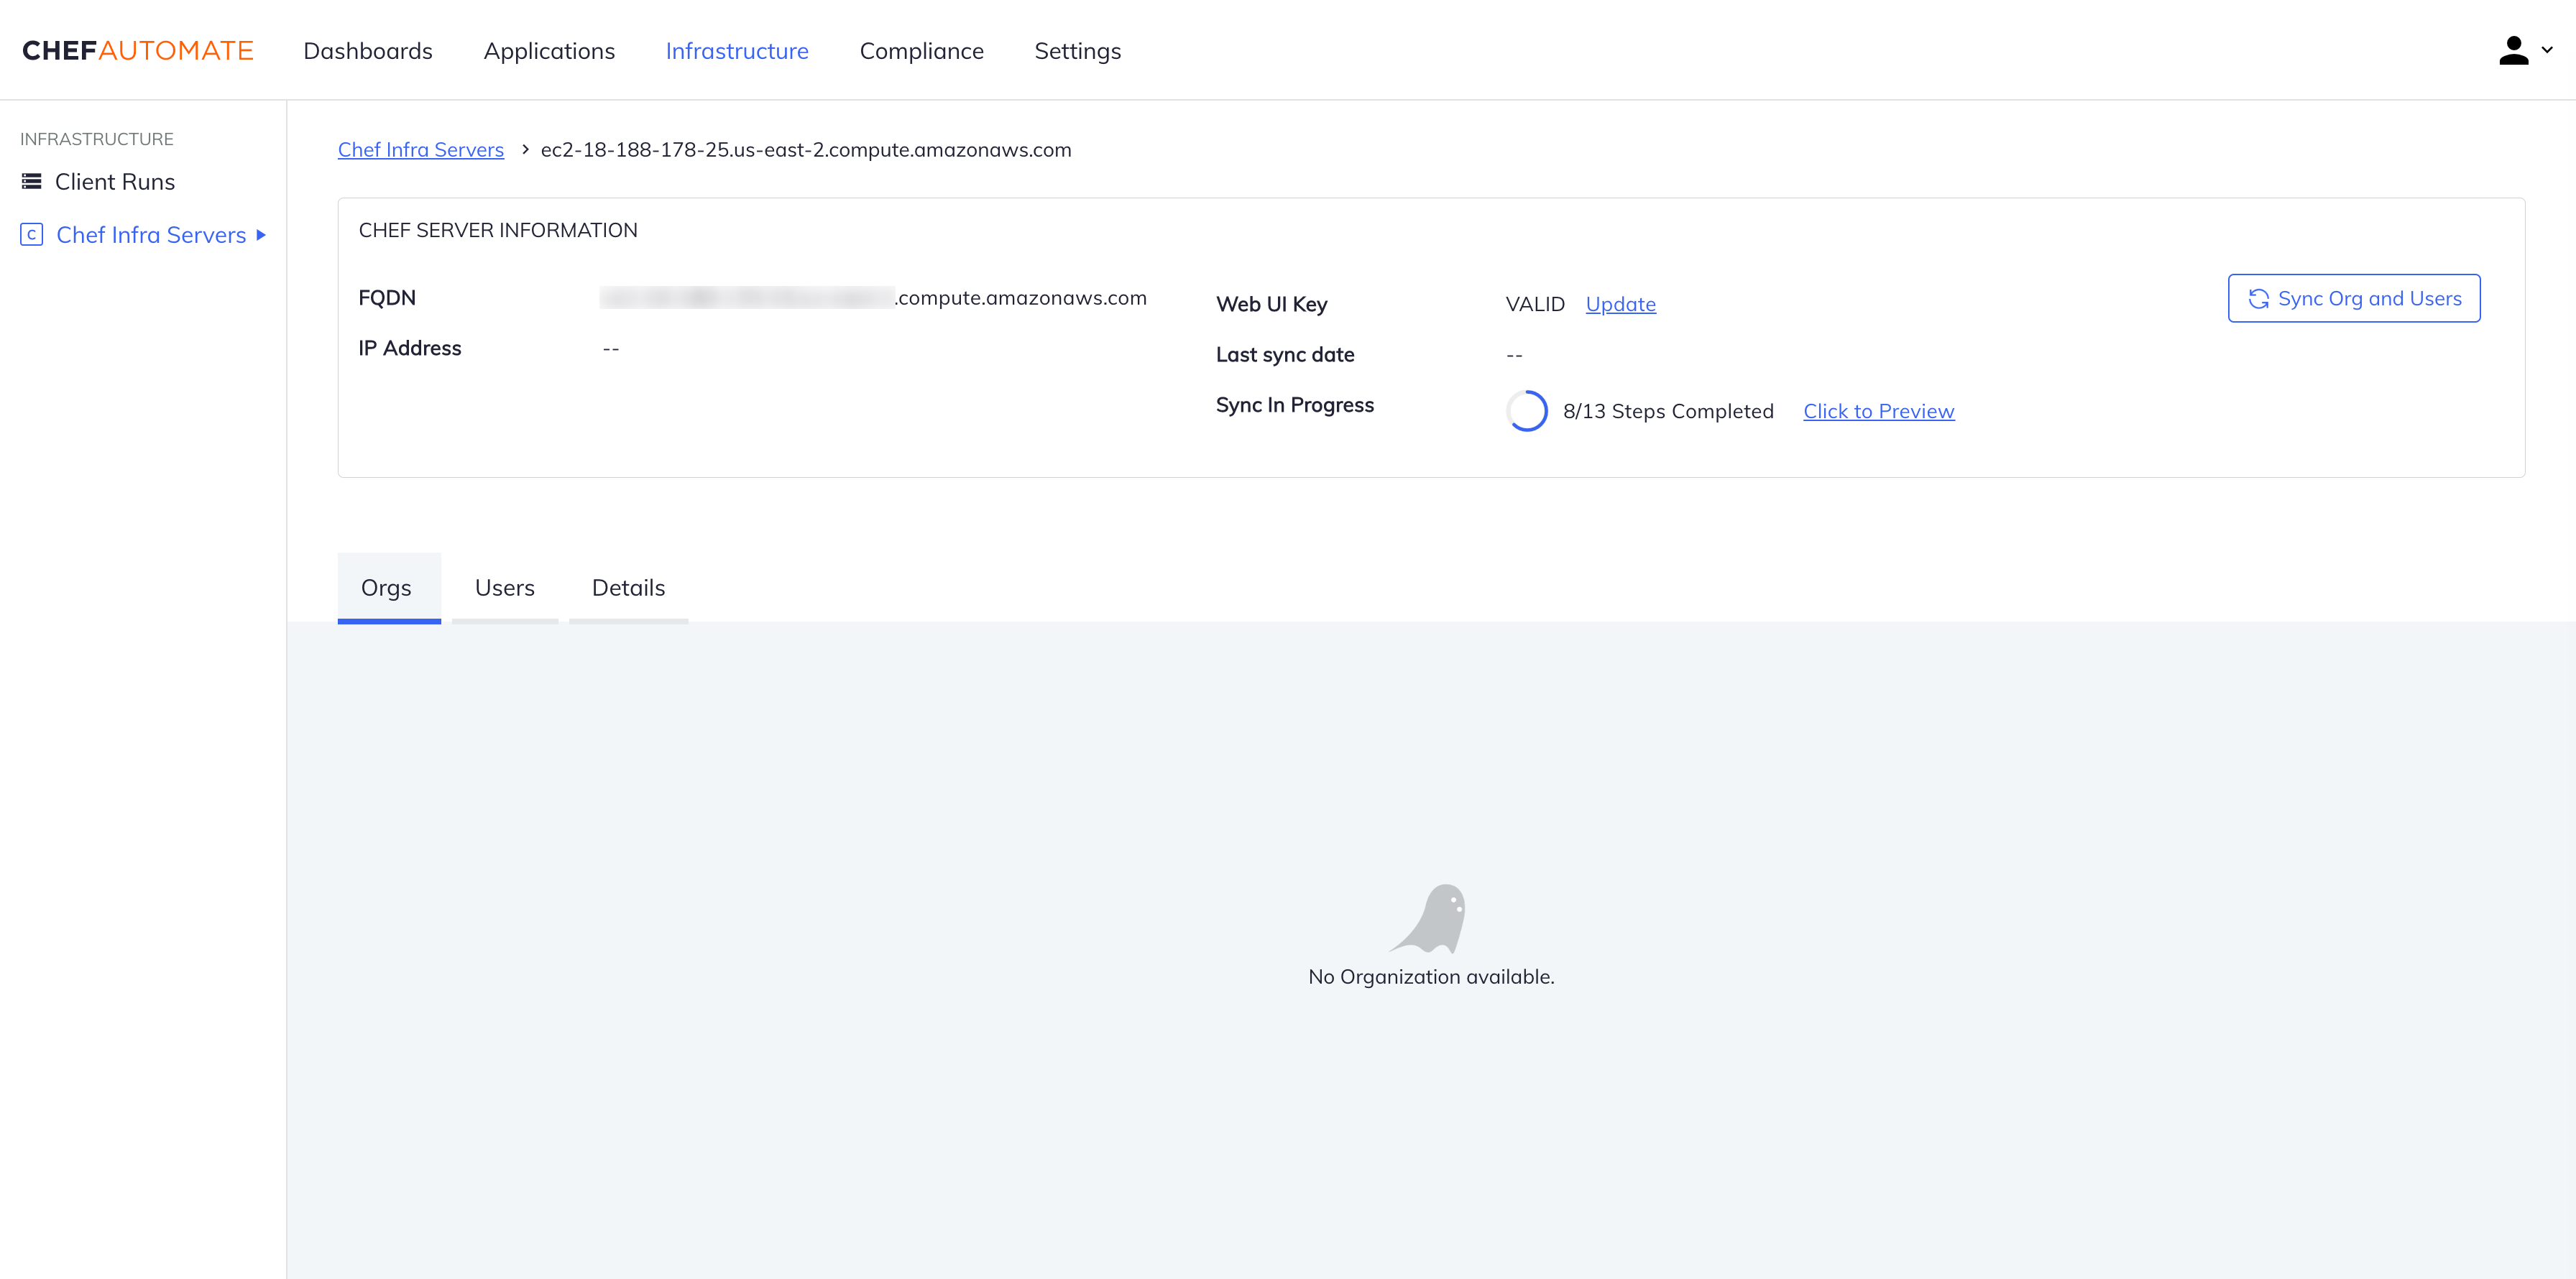 CHEFAUTOMATE Dashboards Applications Infrastructure Compliance Settings
INFRASTRUCTURE
Client Runs
C Chef Infra Servers
Chef Infra Servers > ec2-18-188-178-25.us-east-2.compute.amazonaws.com
CHEF SERVER INFORMATION
FQDN .compute.amazonaws.com
IP Address --
Web UI Key VALID Update
Last sync date --
Sync In Progress 8/13 Steps Completed Click to Preview
Sync Org and Users
Orgs Users Details
No Organization available.